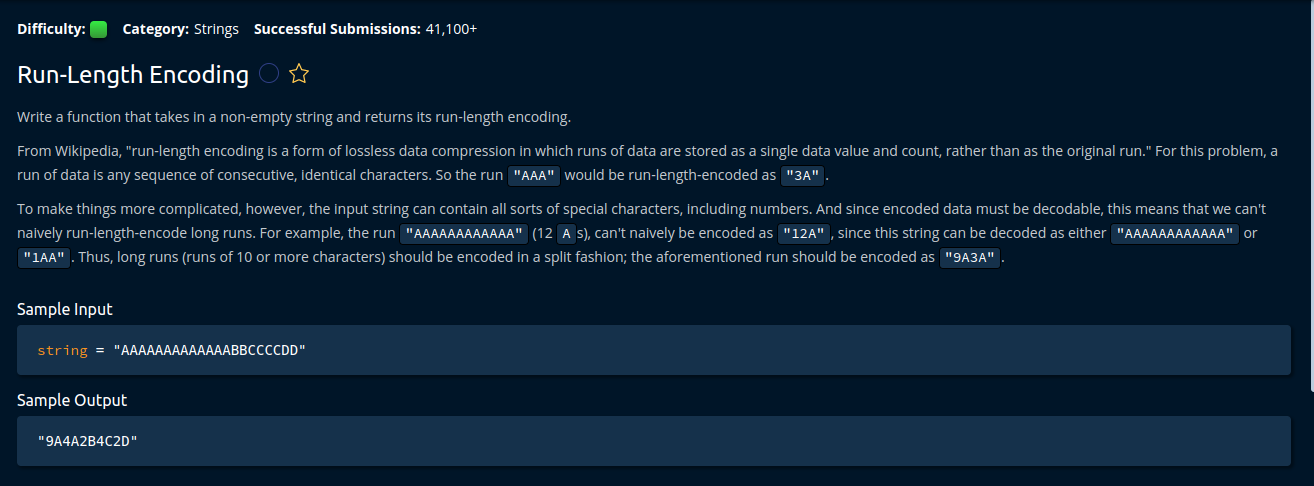 Difficulty: Category: Strings Successful Submissions: 41,100+
Run-Length Encoding
Write a function that takes in a non-empty string and returns its run-length encoding.
From Wikipedia, "run-length encoding is a form of lossless data compression in which runs of data are stored as a single data value and count, rather than as the original run." For this problem, a
run of data is any sequence of consecutive, identical characters. So the run "AAA" would be run-length-encoded as "3A" .
To make things more complicated, however, the input string can contain all sorts of special characters, including numbers. And since encoded data must be decodable, this means that we can't
naively run-length-encode long runs. For example, the run "AAAAAAAAAAAA" (12 A s), can't naively be encoded as "12A" , since this string can be decoded as either "AAAAAAAAAAAA" or
"1AA" . Thus, long runs (runs of 10 or more characters) should be encoded in a split fashion; the aforementioned run should be encoded as "9A3A" .
Sample Input
string = "AAAAAAAAAAAAABBCCCCDD"
Sample Output
"9A4A2B4C2D"